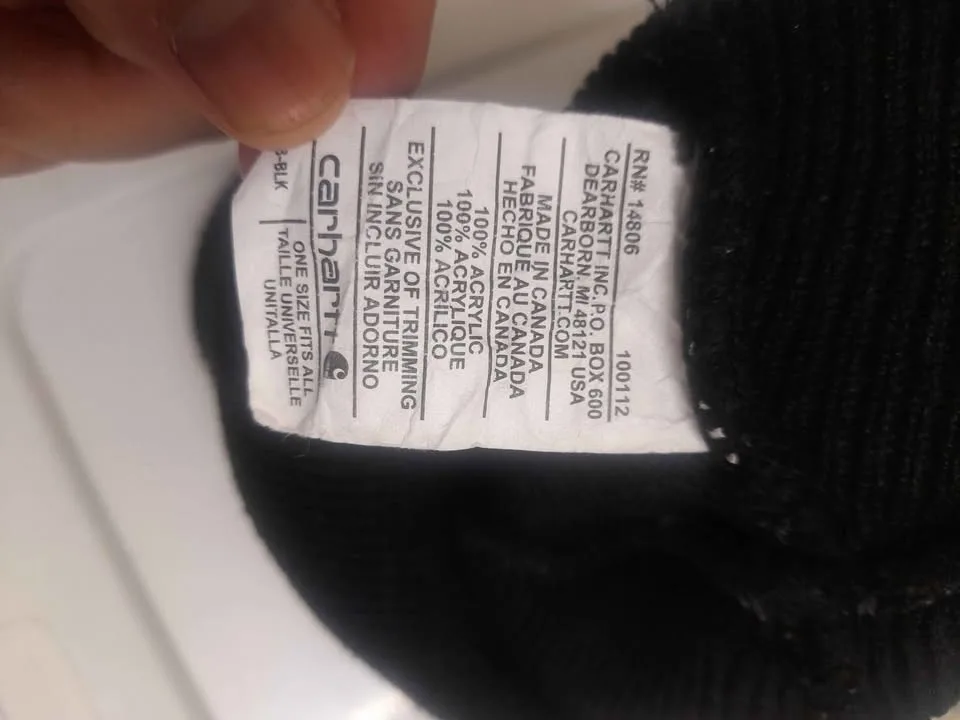 RN# 14806 100112
CARHARTT INC. P.O. BOX 600
DEARBORN, MI 48121 USA
CARHARTT.COM
MADE IN CANADA
FABRIQUE AU CANADA
HECHO EN CANADA
100% ACRYLIC
100% ACRYLIQUE
100% ACRÍLICO
EXCLUSIVE OF TRIMMING
SANS GARNITURE
SIN INCLUIR ADORNO
carhartt
ONE SIZE FITS ALL
TAILLE UNIVERSELLE
UNITALLA